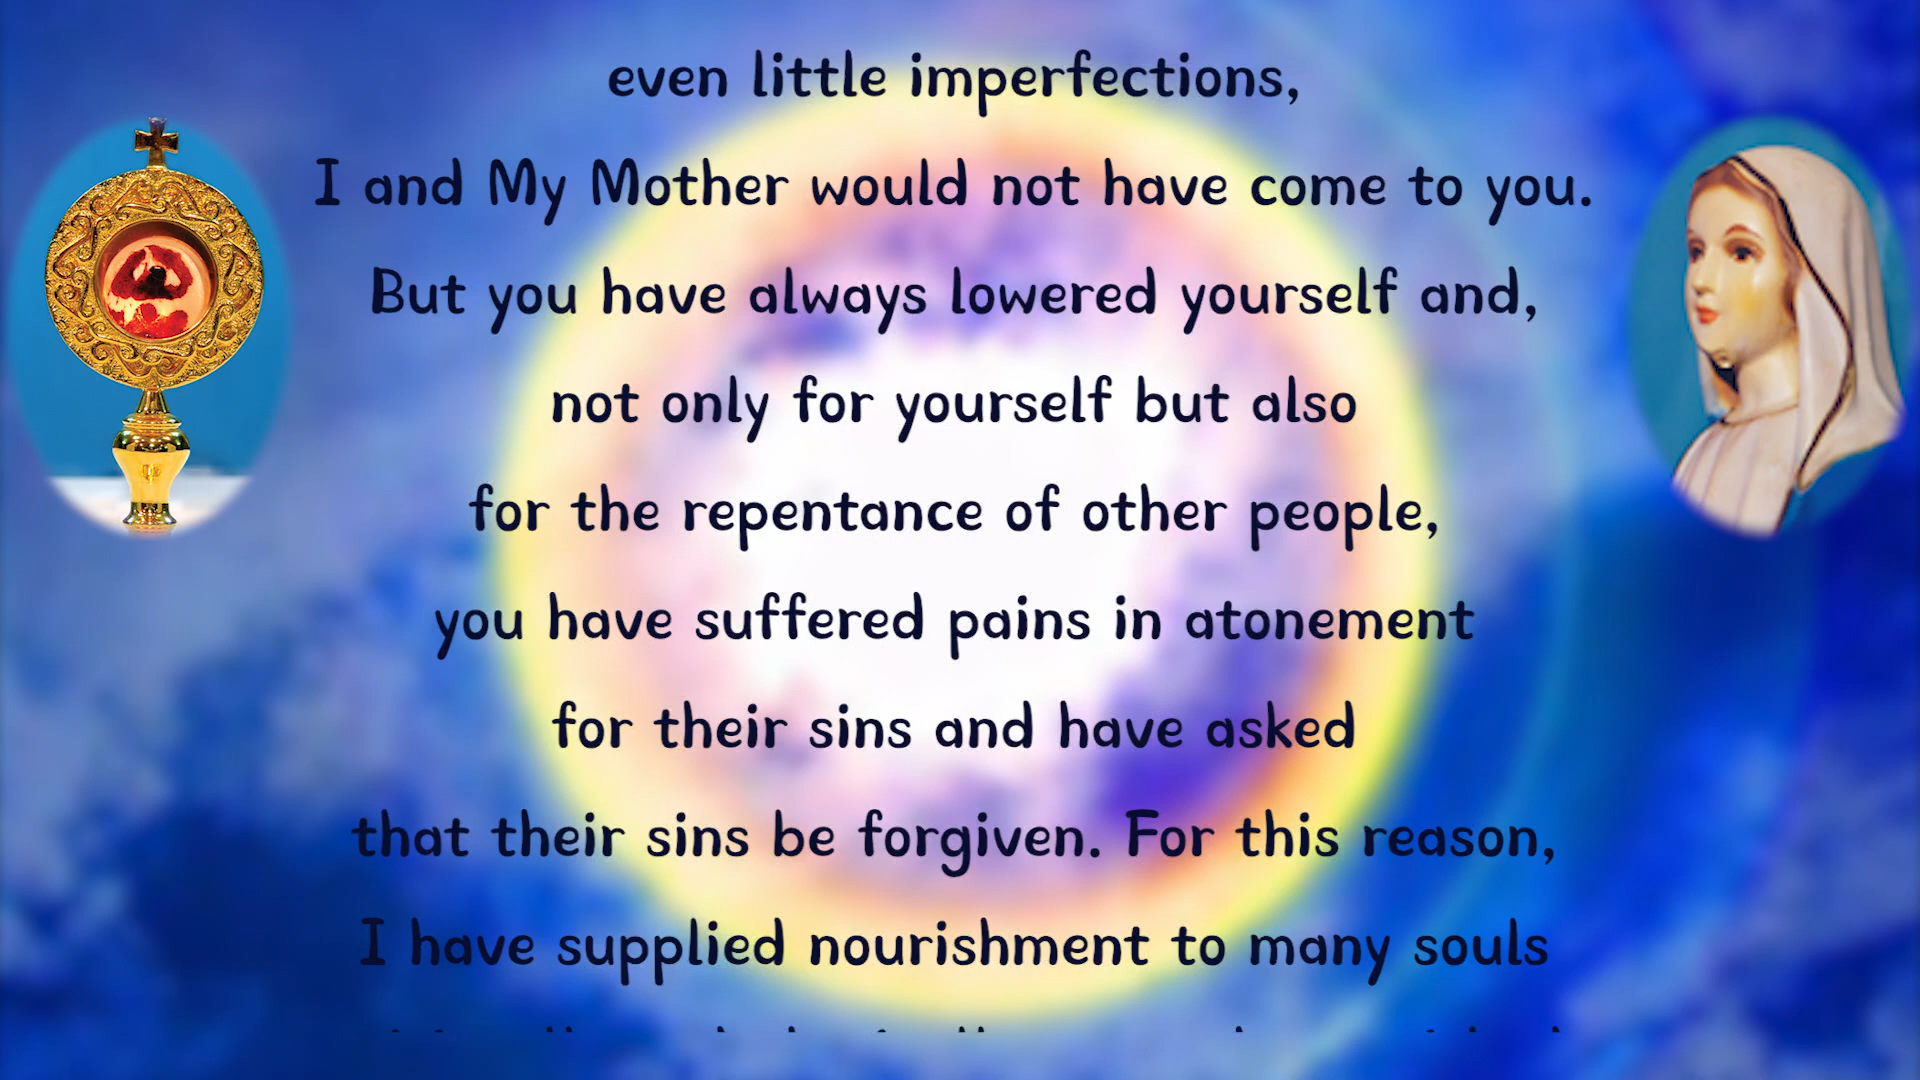 even little imperfections,
I and My Mother would not have come to you.
But you have always lowered yourself and,
not only for yourself but also
for the repentance of other people,
you have suffered pains in atonement
for their sins and have asked
that their sins be forgiven. For this reason,
I have supplied nourishment to many souls